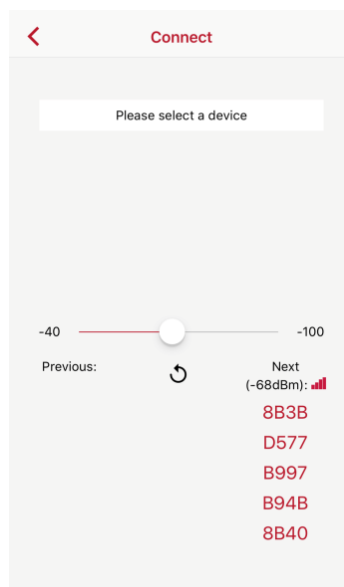 Connect
Please select a device
-40
-100
Previous:
Next
(-68dBm):
8B3B
D577
B997
B94B
8B40